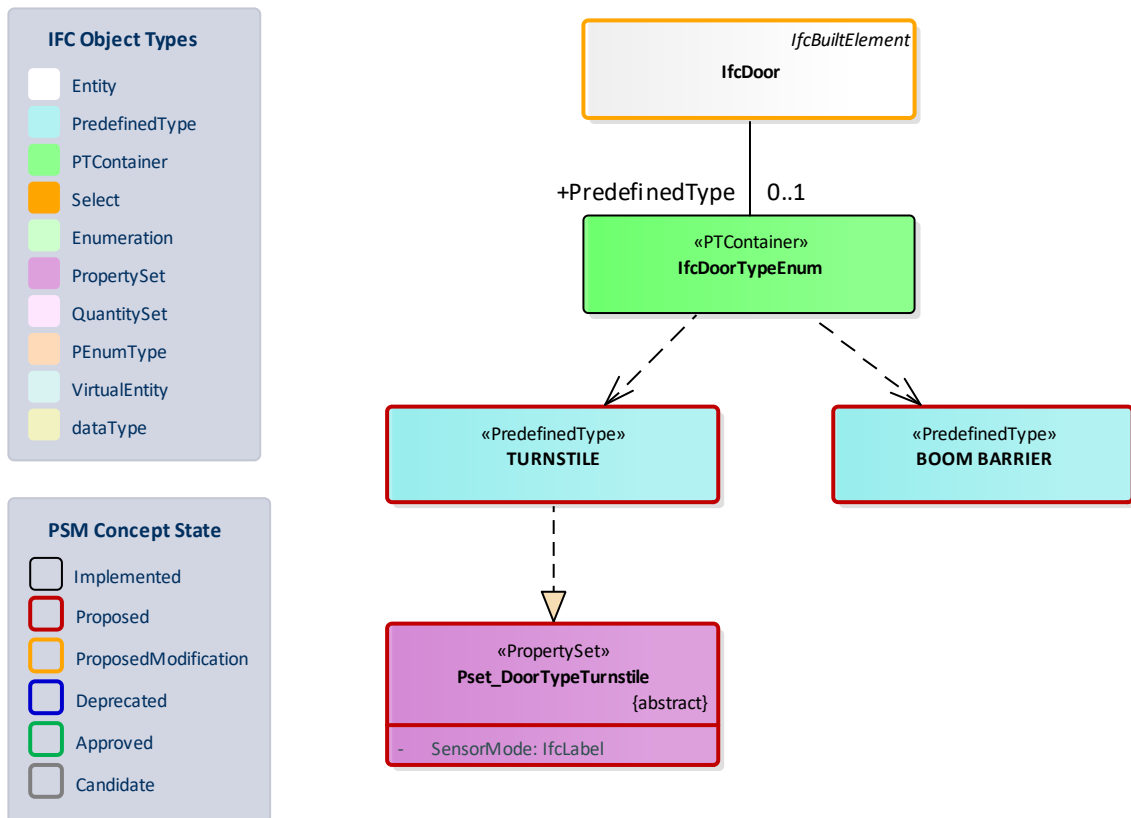 IFC Object Types
Entity
PredefinedType
PTContainer
Select
Enumeration
PropertySet
QuantitySet
PEnumType
VirtualEntity
dataType
PSM Concept State
Implemented
Proposed
ProposedModification
Deprecated
Approved
Candidate
IfcBuiltElement
IfcDoor
+PredefinedType 0..1
«PTContainer»
IfcDoorTypeEnum
«PredefinedType»
TURNSTILE
«PredefinedType»
BOOM BARRIER
«PropertySet»
Pset_DoorTypeTurnstile
{abstract}
- SensorMode: IfcLabel